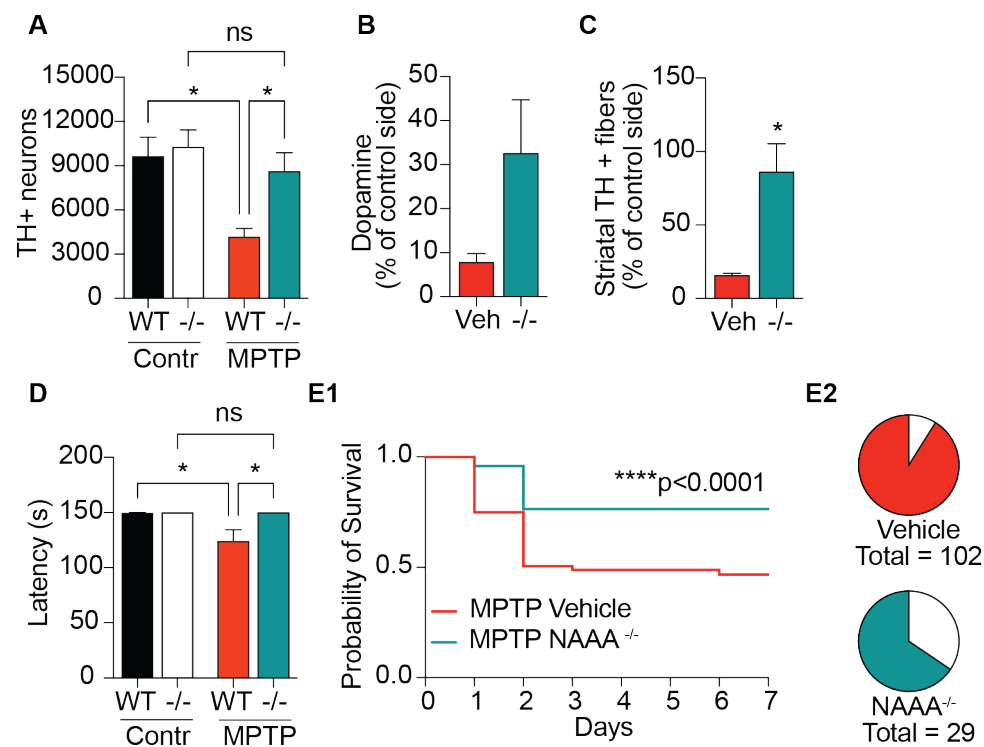 A
ns
*
*
TH+ neurons
15000
12000
9000
6000
3000
0
WT -/- WT -/-
Contr MPTP
B
Dopamine
(% of control side)
50
40
30
20
10
0
Veh -/-
C
Striatal TH + fibers
(% of control side)
150
100
50
0
*
Veh -/-
D
ns
*
*
Latency (s)
200
150
100
50
0
WT -/- WT -/-
Contr MPTP
E1
Probability of Survival
1.0
0.5
0.0
****p<0.0001
MPTP Vehicle
MPTP NAAA -/-
0 1 2 3 4 5 6 7
Days
E2
Vehicle
Total = 102
NAAA-/-
Total = 29